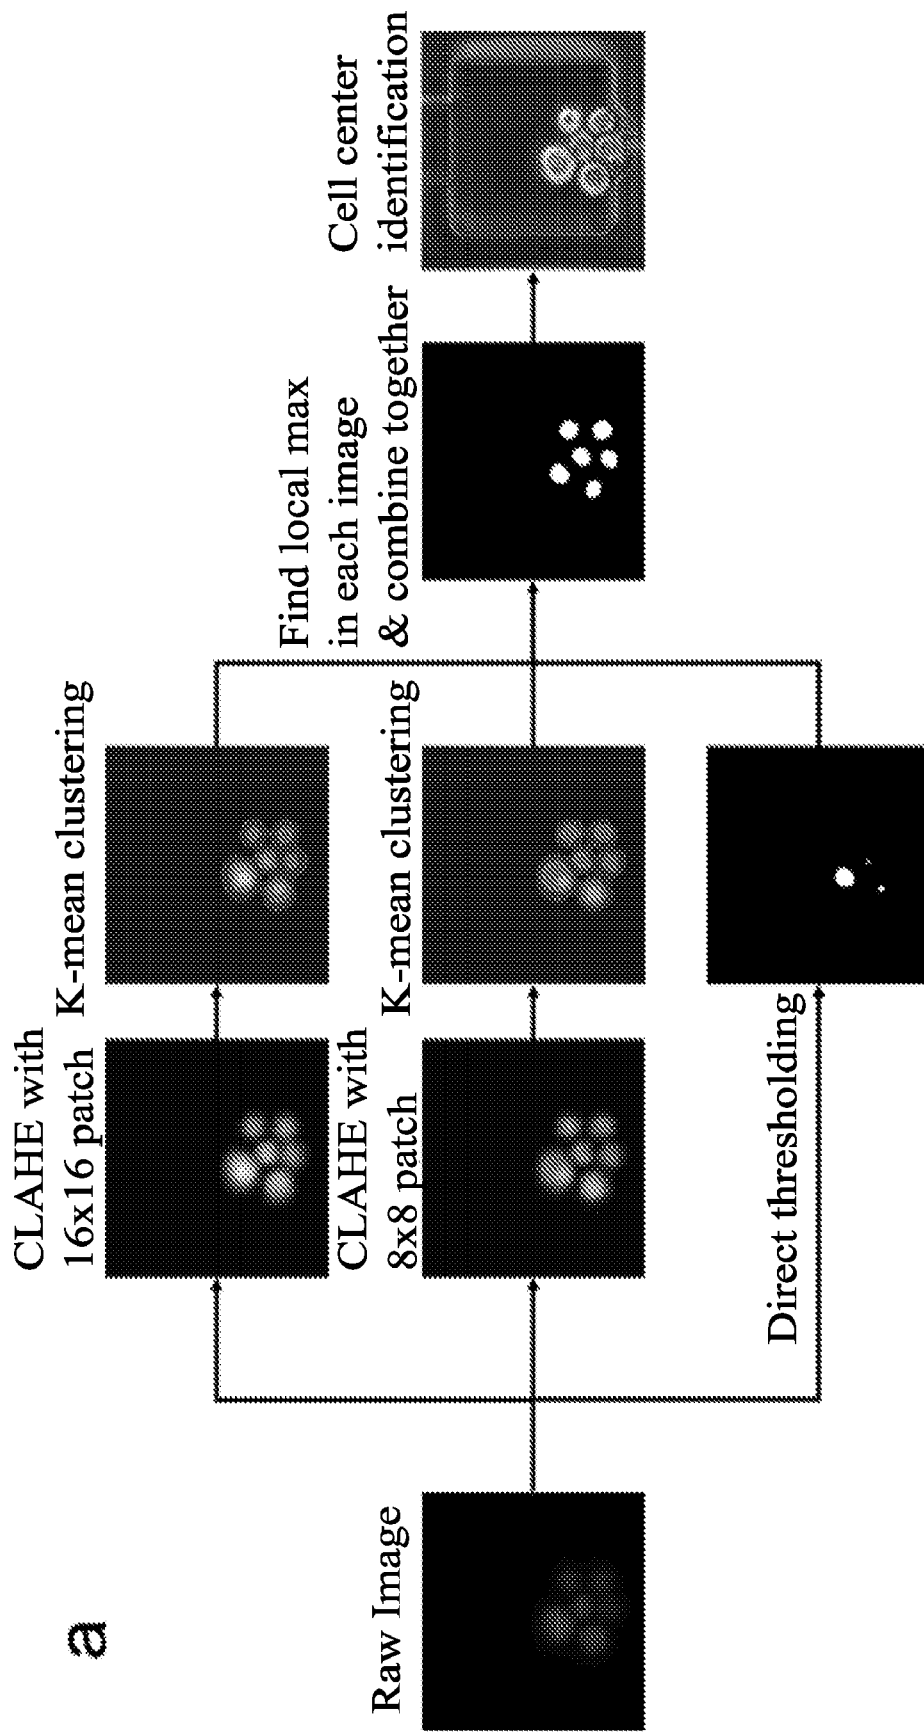 a
Raw Image
CLAHE with
16x16 patch
K-mean clustering
CLAHE with
8x8 patch
K-mean clustering
Direct thresholding
Find local max
in each image
& combine together
Cell center
identification